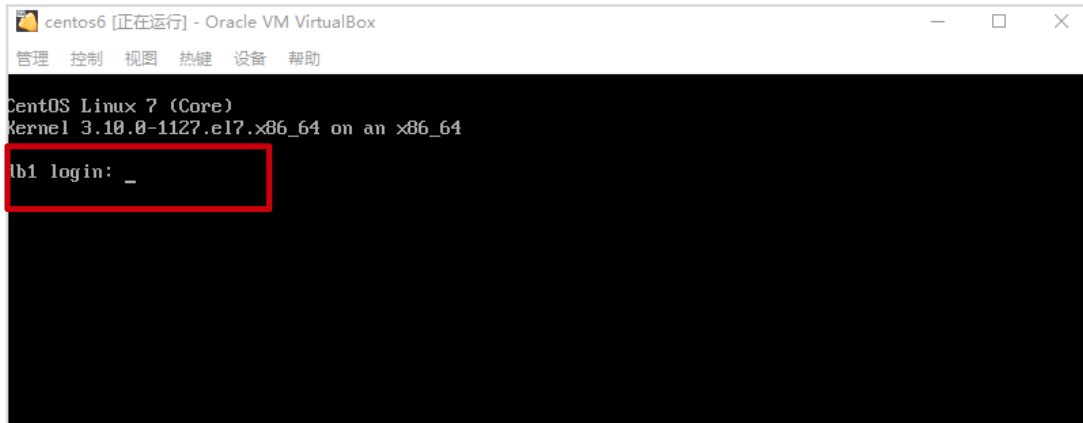 centos6 [正在运行] - Oracle VM VirtualBox
管理 控制 视图 热键 设备 帮助
CentOS Linux 7 (Core)
Kernel 3.10.0-1127.el7.x86_64 on an x86_64
lb1 login: _